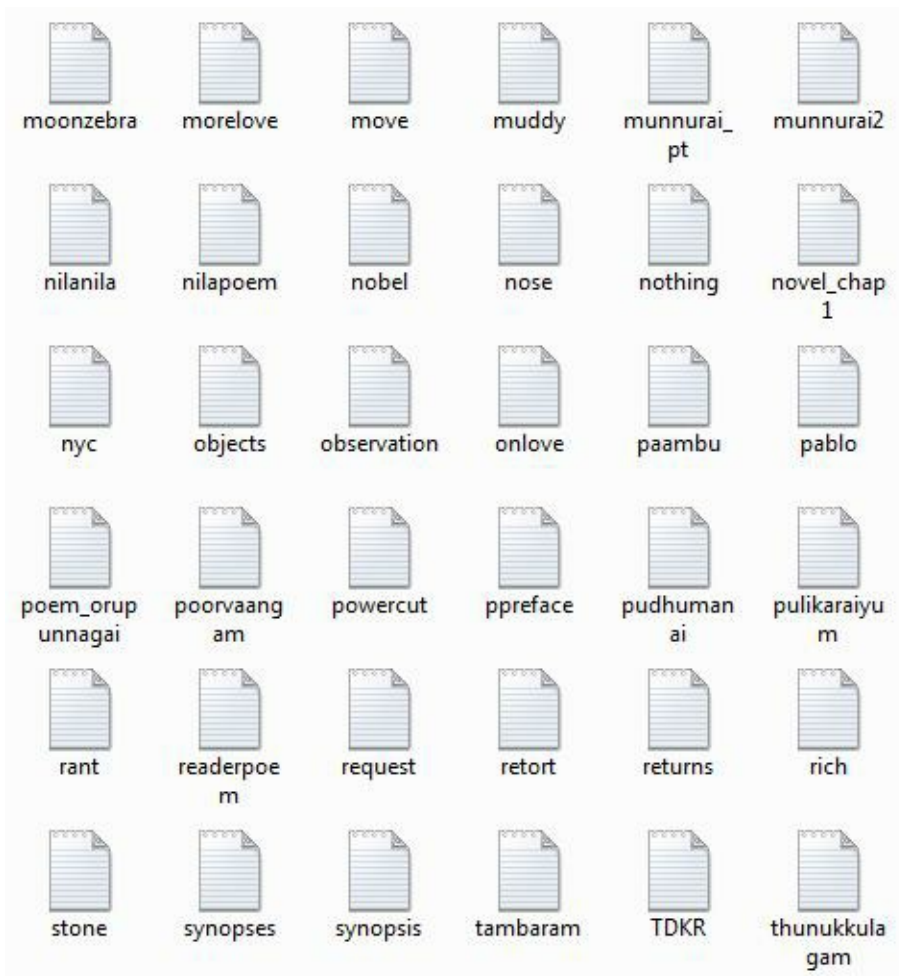 moonzebra morelove move muddy munnurai_ munnurai2
pt
nilanila nilapoem nobel nose nothing novel_chap
1
nyc objects observation onlove paambu pablo
poem_orup poorvaang powercut ppreface pudhuman pulikaraiyu
unnagai am ai m
rant readerpoe request retort returns rich
m
stone synopses synopsis tambaram TDKR thunukkula
gam